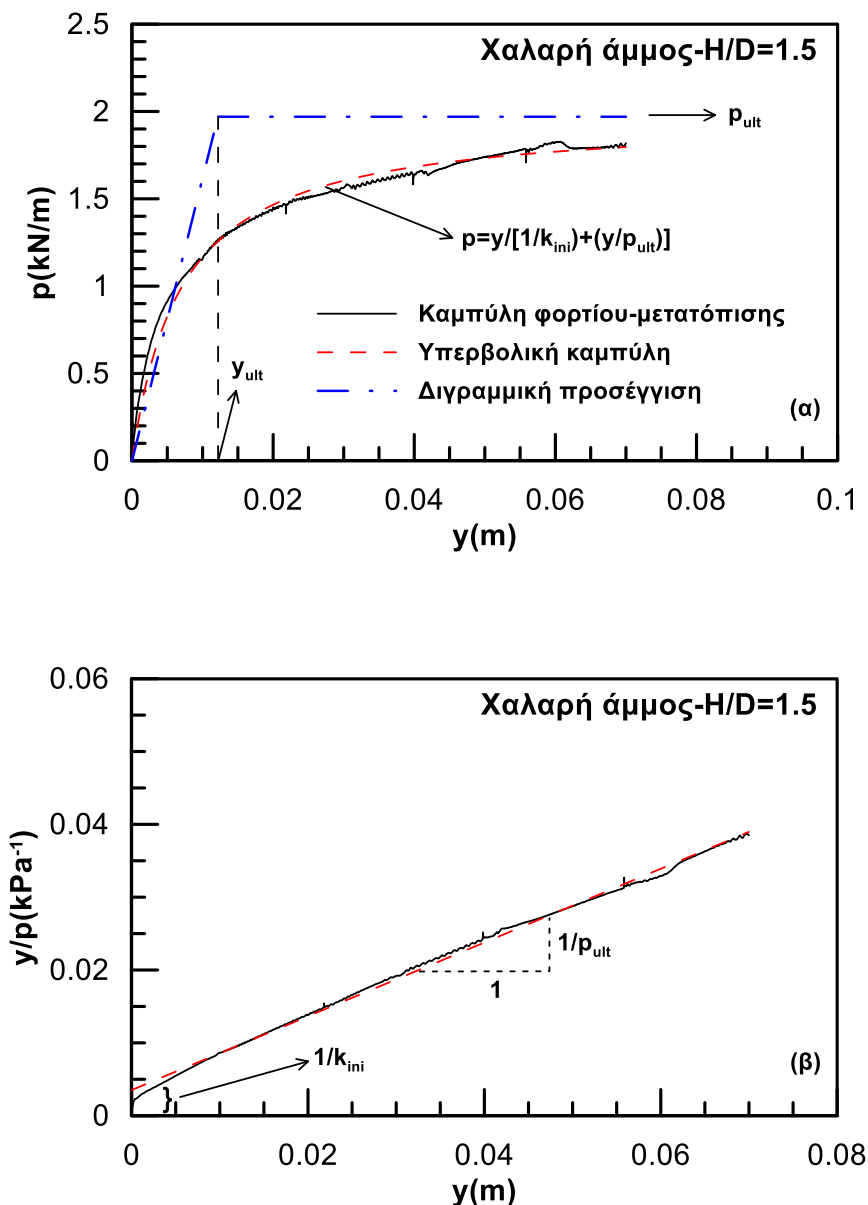 2.5
Χαλαρή άμμος-H/D=1.5
2
p_ult
1.5
p=y/[1/k_ini)+(y/p_ult)]
p(kN/m)
1
Καμπύλη φορτίου-μετατόπισης
Υπερβολική καμπύλη
y_ult
Διγραμμική προσέγγιση
0.5
(α)
0
0 0.02 0.04 0.06 0.08 0.1
y(m)
0.06
Χαλαρή άμμος-H/D=1.5
0.04
y/p(kPa⁻¹)
1/p_ult
0.02
1
1/k_ini
(β)
}
0
0 0.02 0.04 0.06 0.08
y(m)